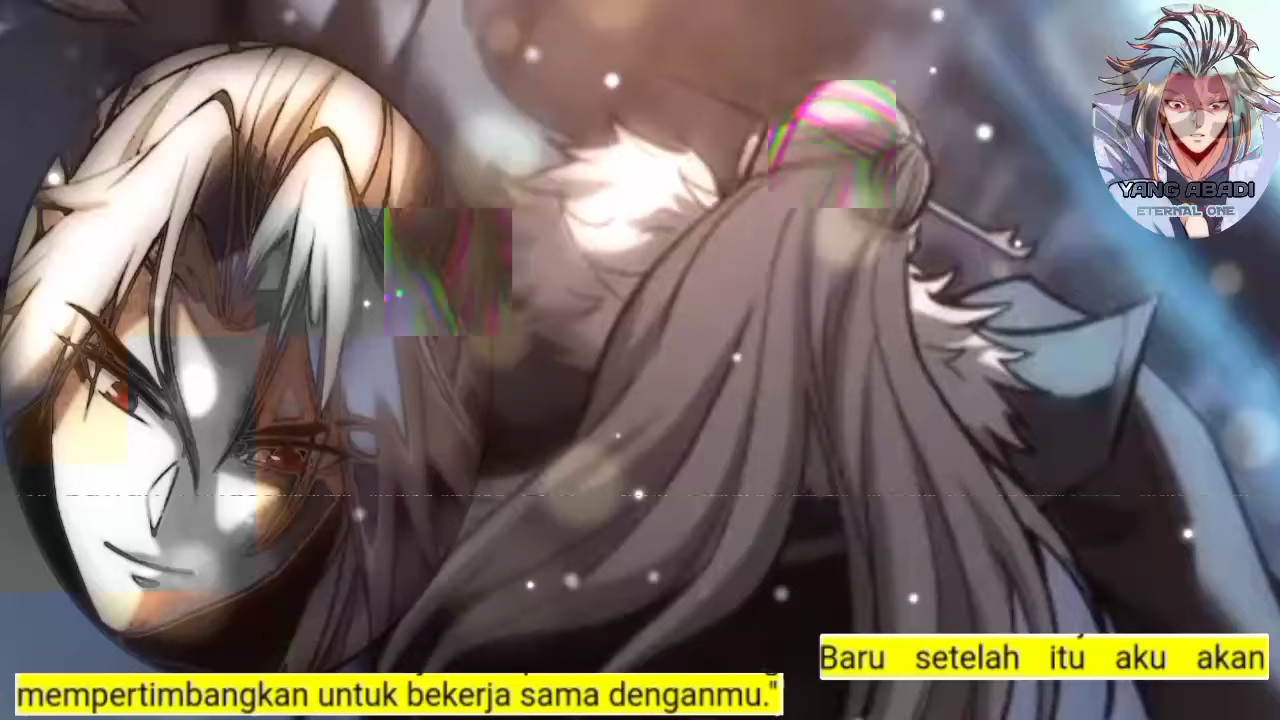 YANG ABADI
ETERNAL ONE
Baru setelah itu aku akan
mempertimbangkan untuk bekerja sama denganmu."